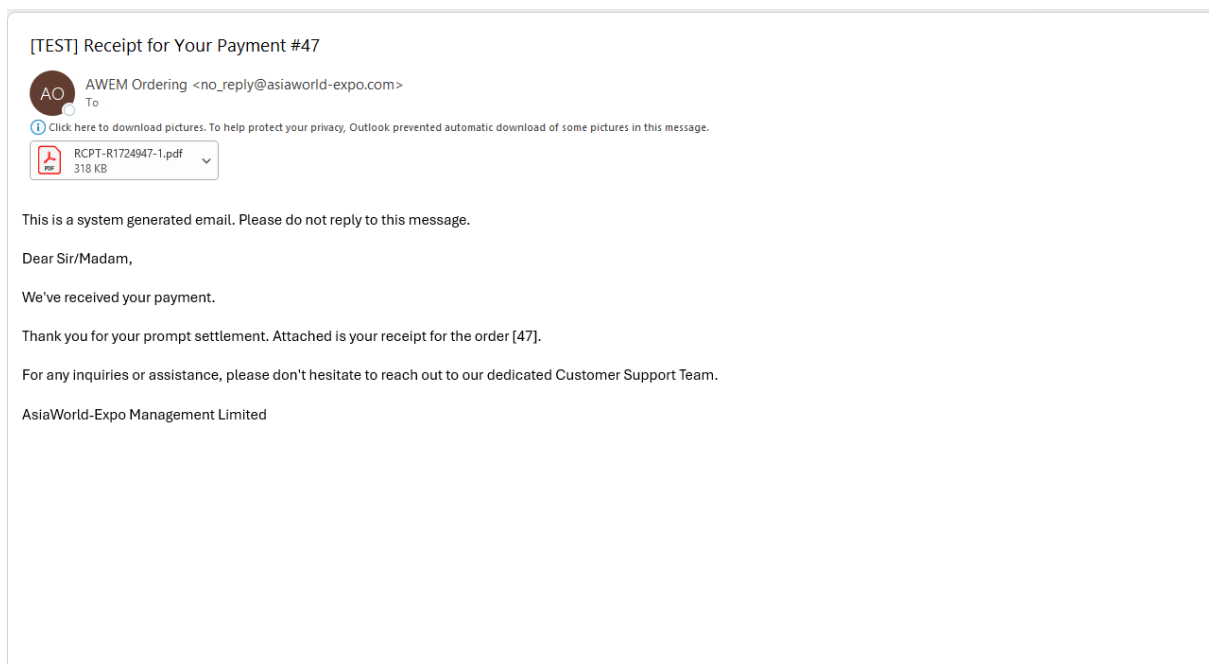 [TEST] Receipt for Your Payment #47
AO
AWEM Ordering <no_reply@asiaworld-expo.com>
To
Click here to download pictures. To help protect your privacy, Outlook prevented automatic download of some pictures in this message.
PDF
RCPT-R1724947-1.pdf
318 KB
This is a system generated email. Please do not reply to this message.
Dear Sir/Madam,
We've received your payment.
Thank you for your prompt settlement. Attached is your receipt for the order [47].
For any inquiries or assistance, please don't hesitate to reach out to our dedicated Customer Support Team.
AsiaWorld-Expo Management Limited